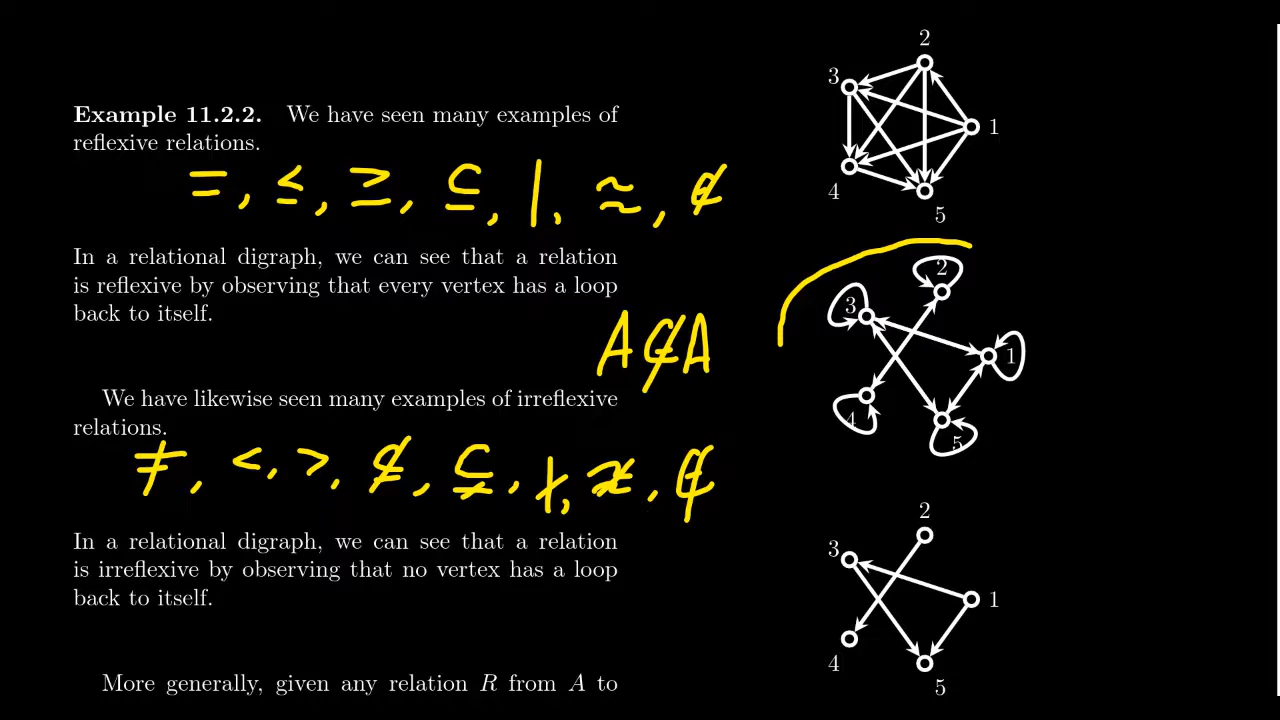 Example 11.2.2. We have seen many examples of
reflexive relations.
=, ≤, ≥, ⊆, |, ≈,
In a relational digraph, we can see that a relation
is reflexive by observing that every vertex has a loop
back to itself.
A ∉ A
We have likewise seen many examples of irreflexive
relations.
≠, <, >,
In a relational digraph, we can see that a relation
is irreflexive by observing that no vertex has a loop
back to itself.
More generally, given any relation R from A to
2
3
1
4
5
2
3
1
4
5
2
3
1
4
5